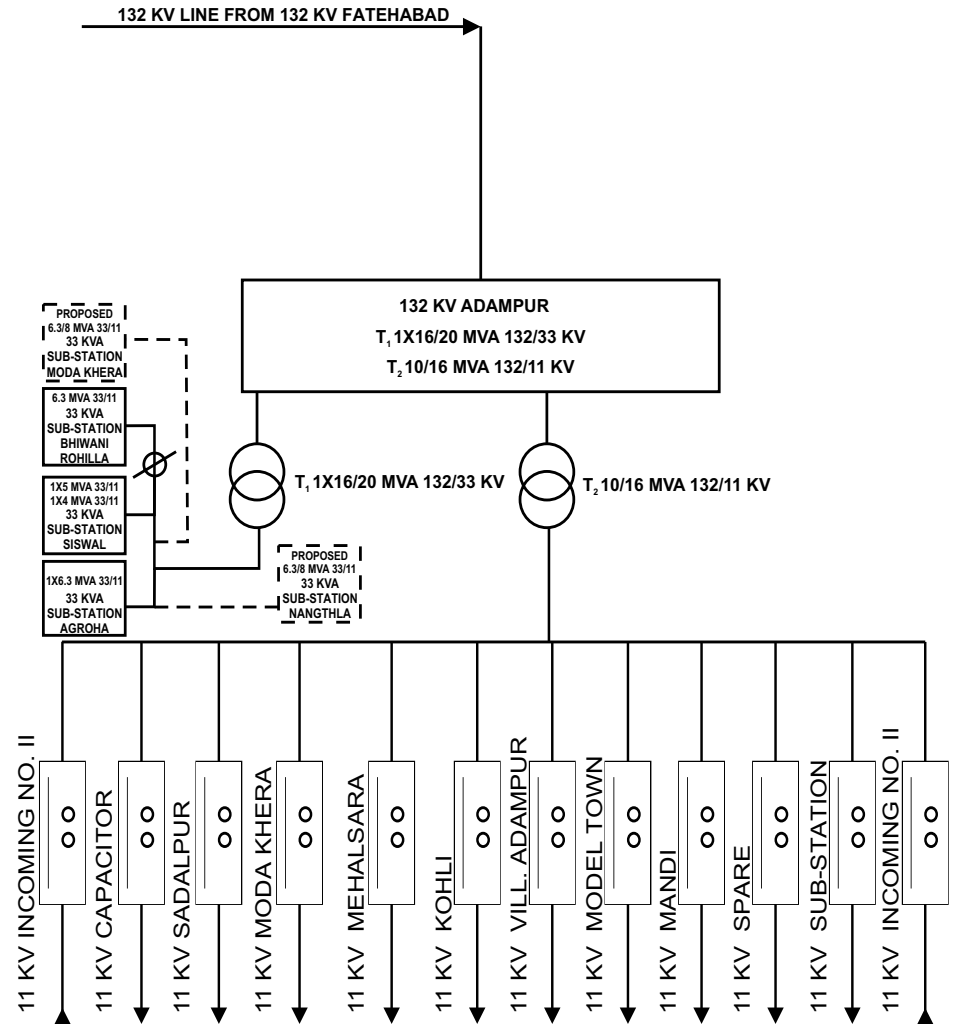 132 KV LINE FROM 132 KV FATEHABAD
132 KV ADAMPUR
T₁ 1X16/20 MVA 132/33 KV
T₂ 10/16 MVA 132/11 KV
PROPOSED
6.3/8 MVA 33/11
33 KVA
SUB-STATION
MODA KHERA
6.3 MVA 33/11
33 KVA
SUB-STATION
BHIWANI
ROHILLA
1X5 MVA 33/11
1X4 MVA 33/11
33 KVA
SUB-STATION
SISWAL
1X6.3 MVA 33/11
33 KVA
SUB-STATION
AGROHA
T₁ 1X16/20 MVA 132/33 KV
T₂ 10/16 MVA 132/11 KV
PROPOSED
6.3/8 MVA 33/11
33 KVA
SUB-STATION
NANGTHLA
11 KV INCOMING NO. II
11 KV CAPACITOR
11 KV SADALPUR
11 KV MODA KHERA
11 KV MEHALSARA
11 KV KOHLI
11 KV VILL. ADAMPUR
11 KV MODEL TOWN
11 KV MANDI
11 KV SPARE
11 KV SUB-STATION
11 KV INCOMING NO. II